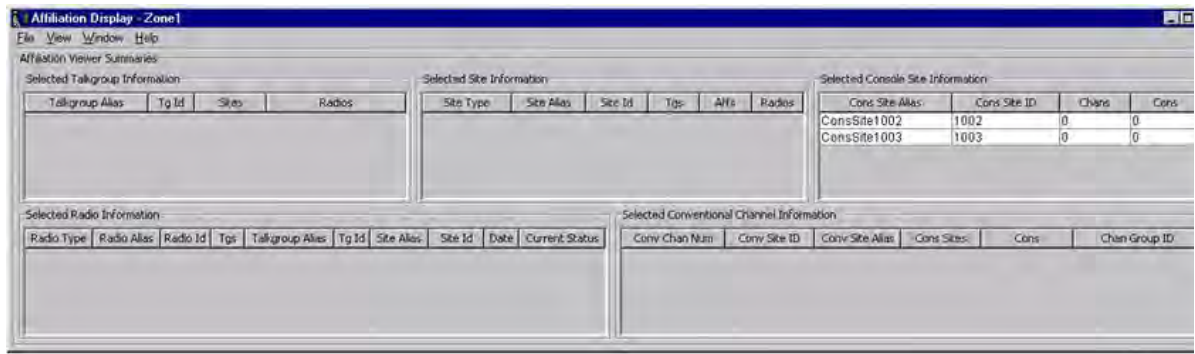 Affiliation Display - Zone1
File View Window Help
Affiliation Viewer Summaries
Selected Talkgroup Information
Talkgroup Alias Tg Id Sites Radios
Selected Site Information
Site Type Site Alias Site Id Tgs Affs Radios
Selected Console Site Information
Cons Site Alias Cons Site ID Chans Cons
ConsSite1002 1002 0 0
ConsSite1003 1003 0 0
Selected Radio Information
Radio Type Radio Alias Radio Id Tgs Talkgroup Alias Tg Id Site Alias Site Id Date Current Status
Selected Conventional Channel Information
Conv Chan Num Conv Site ID Conv Site Alias Cons Sites Cons Chan Group ID